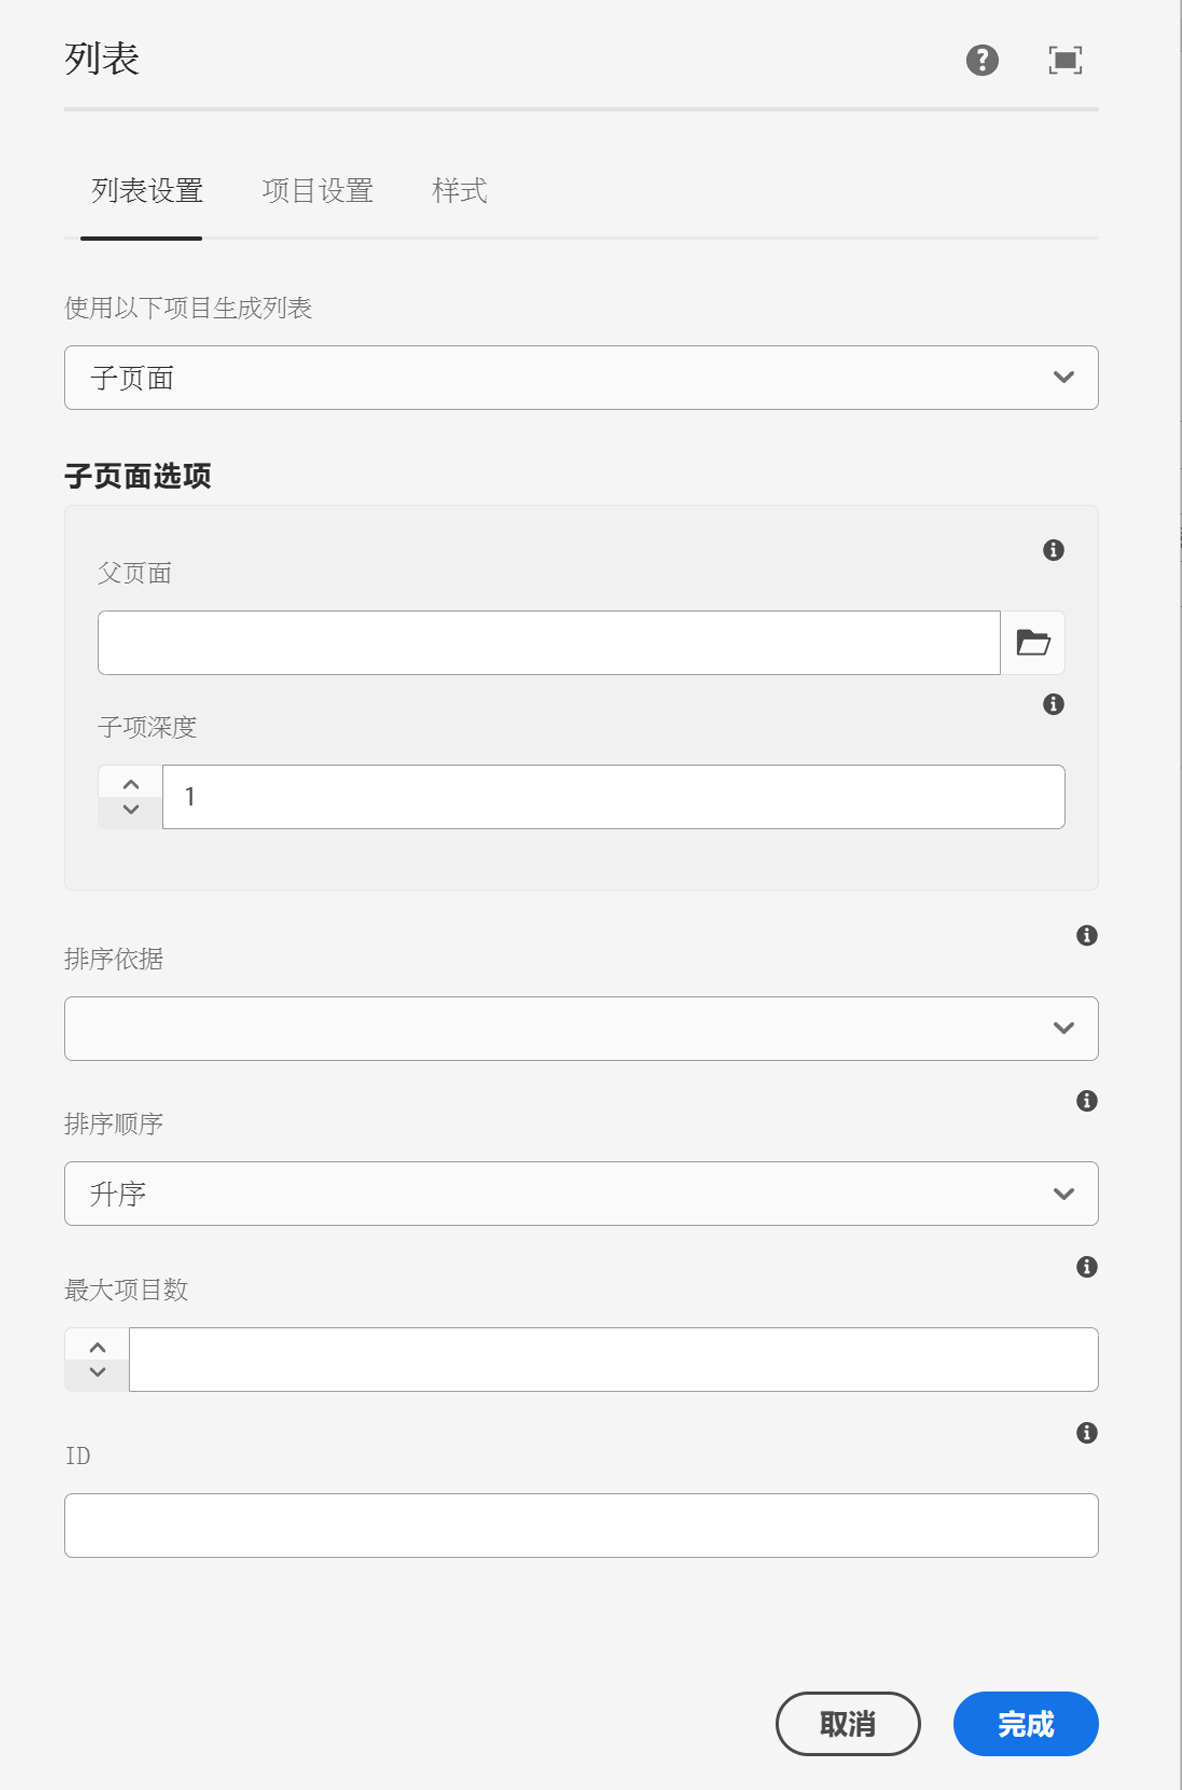 列表
列表设置 项目设置 样式
使用以下项目生成列表
子页面
子页面选项
父页面
子项深度
1
排序依据
排序顺序
升序
最大项目数
ID
取消 完成